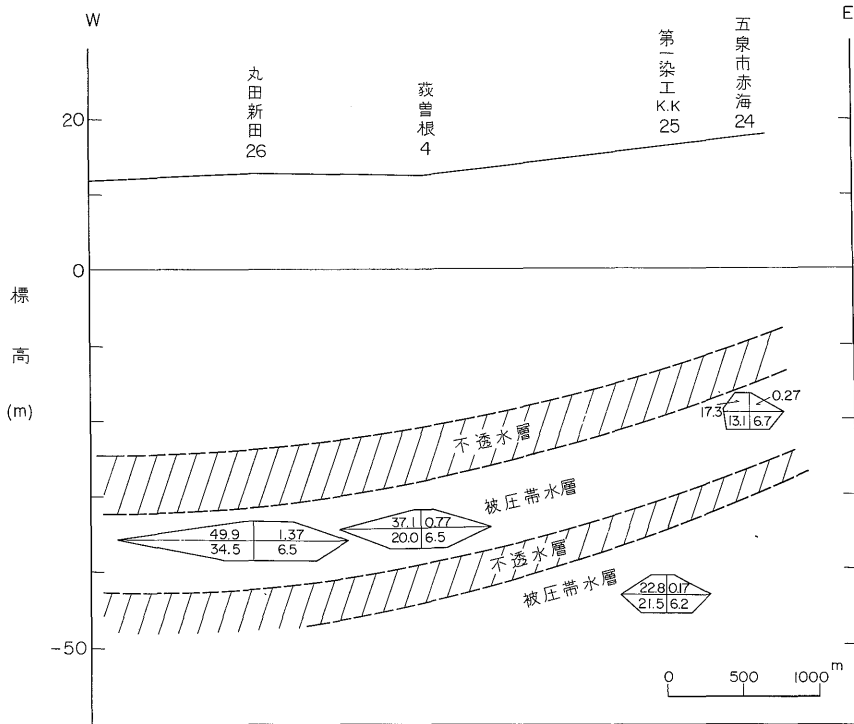 W
E
丸田新田
26
荻曽根
4
第一染工K.K
25
五泉市赤海
24
20
0
標高
(m)
-50
不透水層
被圧帯水層
不透水層
被圧帯水層
17.3
0.27
13.1
6.7
49.9
1.37
34.5
6.5
37.1
0.77
20.0
6.5
22.8
0.17
21.5
6.2
m
0
500
1000